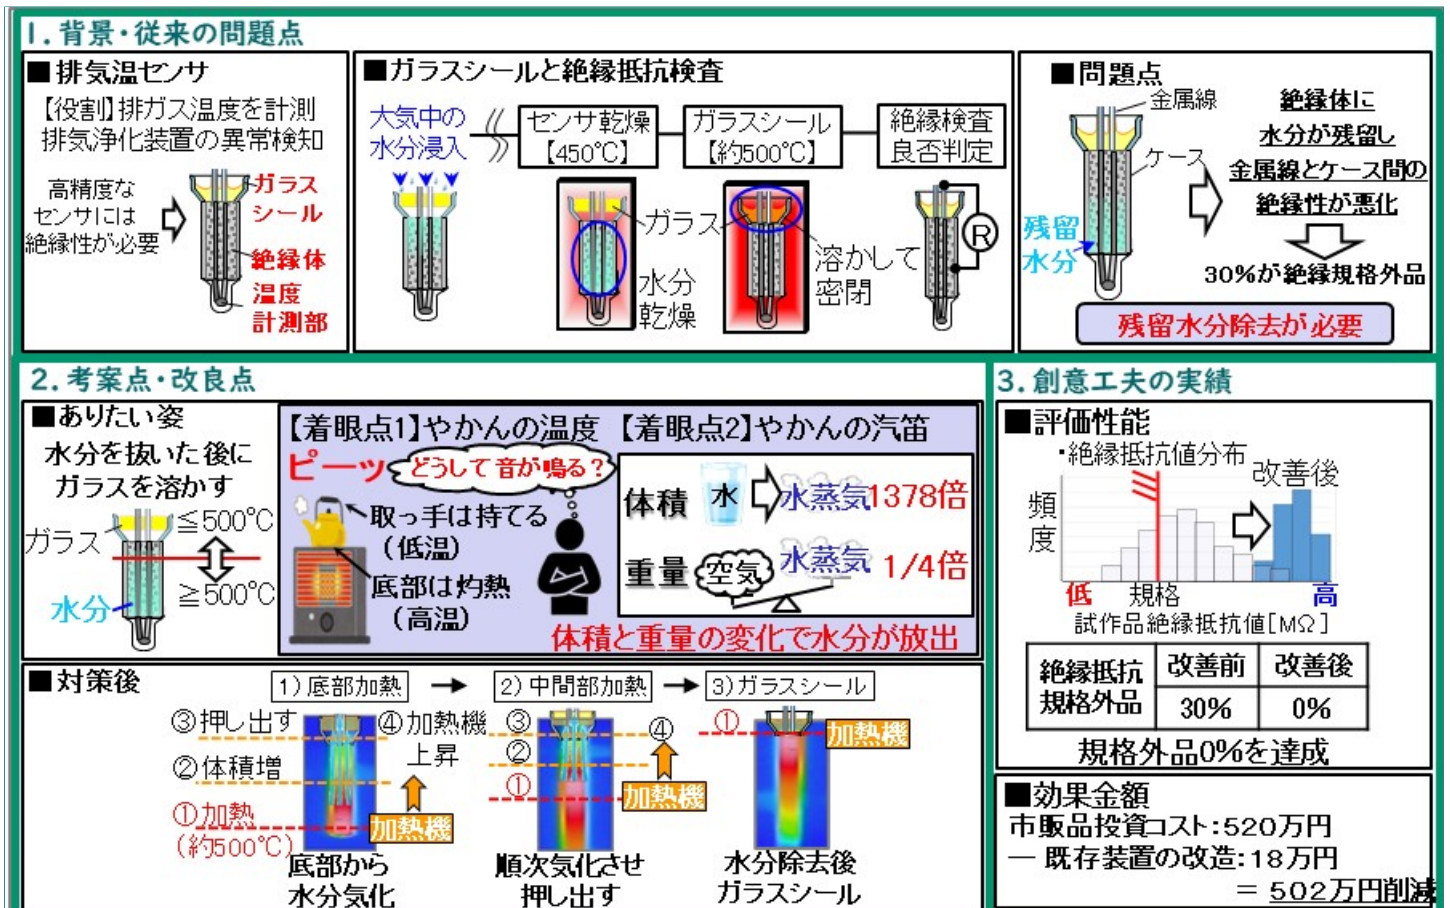 1. 背景・従来の問題点
■排気温センサ
【役割】排ガス温度を計測
排気浄化装置の異常検知
高精度な
センサには
絶縁性が必要
ガラス
シール
絶縁体
温度
計測部
■ガラスシールと絶縁抵抗検査
大気中の
水分浸入
センサ乾燥
【450℃】
ガラスシール
【約500℃】
絶縁検査
良否判定
ガラス
水分
乾燥
溶かして
密閉
R
■問題点
金属線
ケース
残留
水分
絶縁体に
水分が残留し
金属線とケース間の
絶縁性が悪化
30%が絶縁規格外品
残留水分除去が必要
2. 考案点・改良点
■ありたい姿
水分を抜いた後に
ガラスを溶かす
ガラス
≦500℃
≧500℃
水分
【着眼点1】やかんの温度
ピーッ
どうして音が鳴る?
取っ手は持てる
(低温)
底部は灼熱
(高温)
【着眼点2】やかんの汽笛
体積 水 水蒸気 1378倍
重量 空気 水蒸気 1/4倍
体積と重量の変化で水分が放出
■対策後
1)底部加熱
③押し出す
②体積増
①加熱
(約500℃)
④加熱機
上昇
加熱機
底部から
水分気化
2)中間部加熱
③
②
①
④
加熱機
順次気化させ
押し出す
3)ガラスシール
①
加熱機
水分除去後
ガラスシール
3. 創意工夫の実績
■評価性能
・絶縁抵抗値分布
改善後
頻度
低 規格 高
試作品絶縁抵抗値[MΩ]
絶縁抵抗
規格外品
改善前 改善後
30% 0%
規格外品0%を達成
■効果金額
市販品投資コスト:520万円
— 既存装置の改造:18万円
= 502万円削減